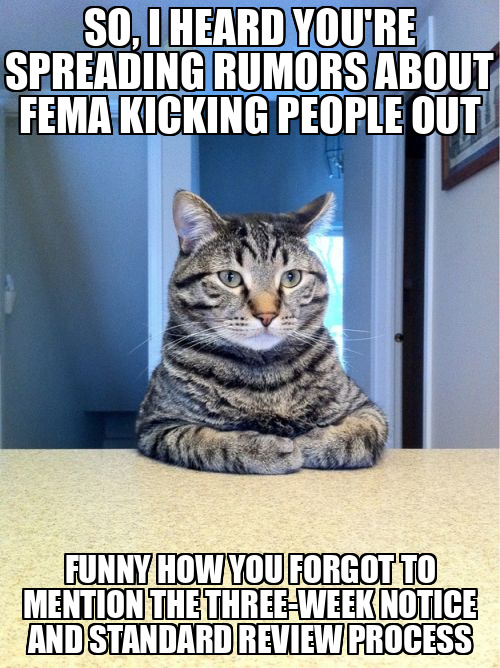 SO, I HEARD YOU'RE
SPREADING RUMORS ABOUT
FEMA KICKING PEOPLE OUT
FUNNY HOW YOU FORGOT TO
MENTION THE THREE-WEEK NOTICE
AND STANDARD REVIEW PROCESS